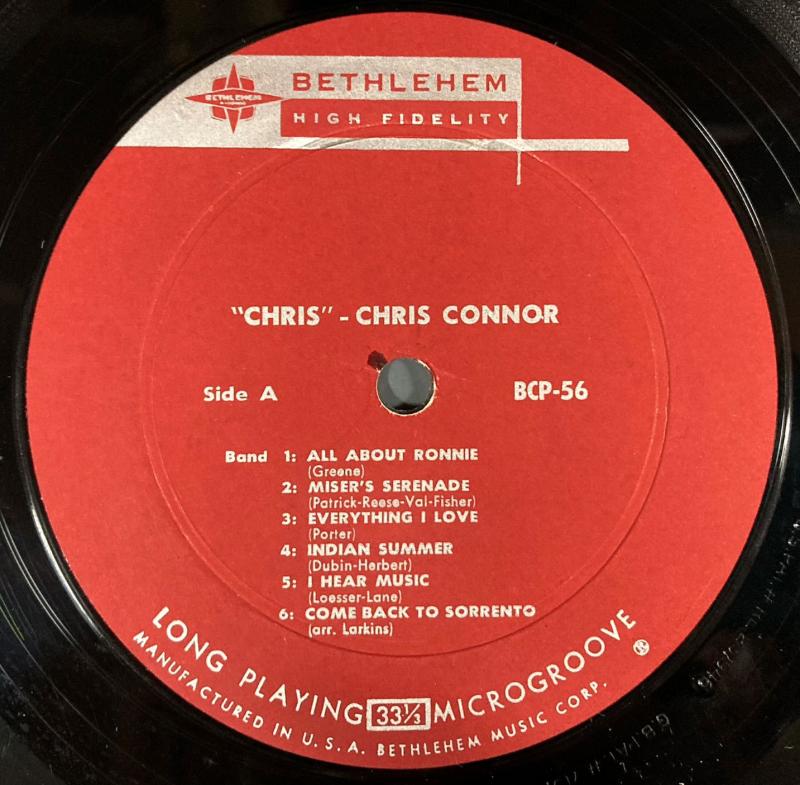 BETHLEHEM
BETHLEHEM
HIGH FIDELITY
"CHRIS" - CHRIS CONNOR
Side A
BCP-56
Band 1: ALL ABOUT RONNIE
(Greene)
2: MISER'S SERENADE
(Patrick-Reese-Val-Fisher)
3: EVERYTHING I LOVE
(Porter)
4: INDIAN SUMMER
(Dubin-Herbert)
5: I HEAR MUSIC
(Loesser-Lane)
6: COME BACK TO SORRENTO
(arr. Larkins)
LONG PLAYING 33⅓ MICROGROOVE
®
MANUFACTURED IN U.S.A. BETHLEHEM MUSIC CORP.